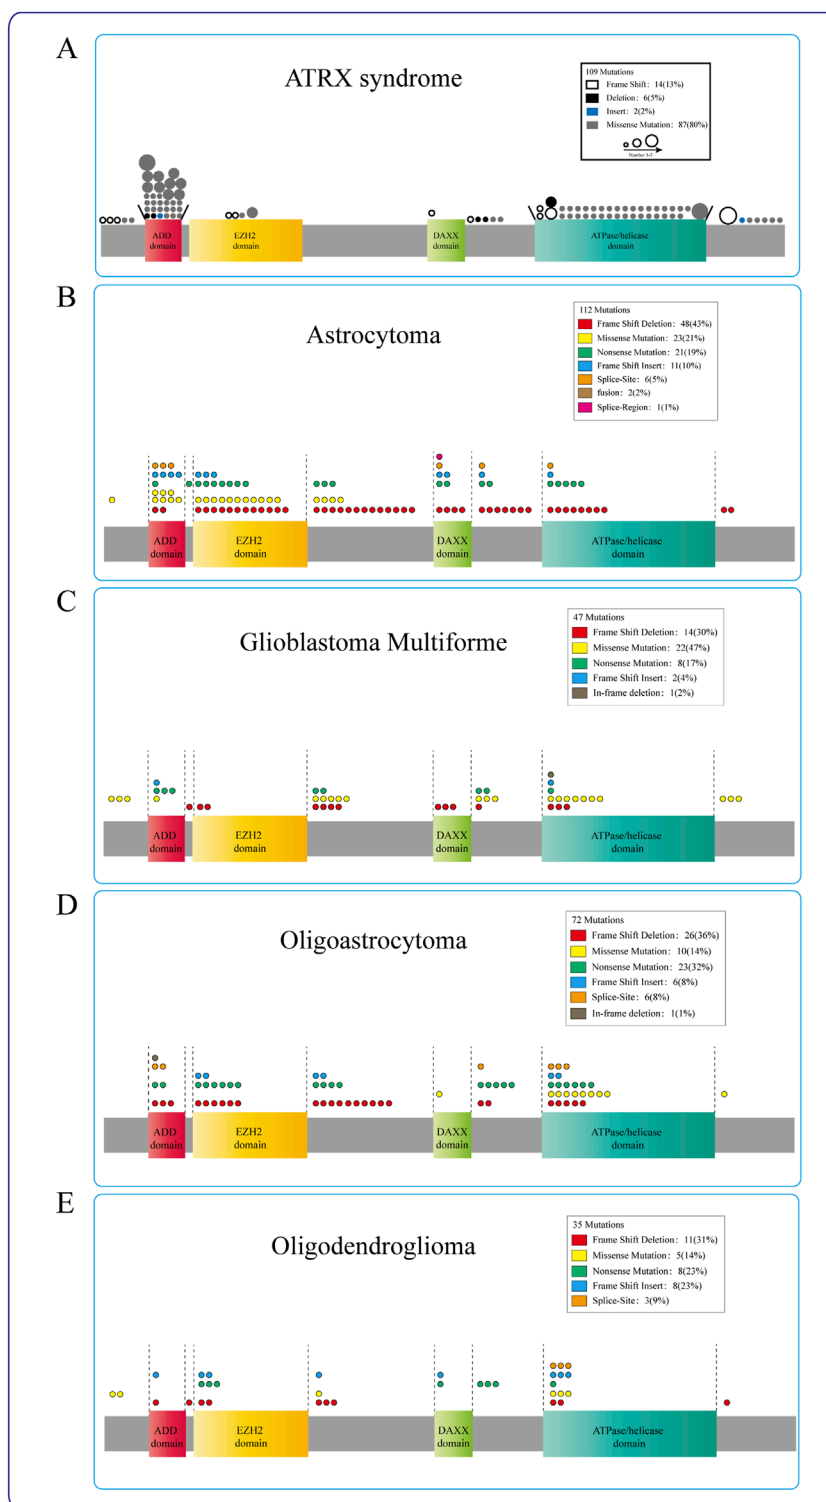 A
ATRX syndrome
109 Mutations
Frame Shift: 14(13%)
Deletion: 6(5%)
Insert: 2(2%)
Missense Mutation: 87(80%)
Number 1-3
ADD
domain
EZH2
domain
DAXX
domain
ATPase/helicase
domain
B
Astrocytoma
112 Mutations
Frame Shift Deletion: 48(43%)
Missense Mutation: 23(21%)
Nonsense Mutation: 21(19%)
Frame Shift Insert: 11(10%)
Splice-Site: 6(5%)
fusion: 2(2%)
Splice-Region: 1(1%)
ADD
domain
EZH2
domain
DAXX
domain
ATPase/helicase
domain
C
Glioblastoma Multiforme
47 Mutations
Frame Shift Deletion: 14(30%)
Missense Mutation: 22(47%)
Nonsense Mutation: 8(17%)
Frame Shift Insert: 2(4%)
In-frame deletion: 1(2%)
ADD
domain
EZH2
domain
DAXX
domain
ATPase/helicase
domain
D
Oligoastrocytoma
72 Mutations
Frame Shift Deletion: 26(36%)
Missense Mutation: 10(14%)
Nonsense Mutation: 23(32%)
Frame Shift Insert: 6(8%)
Splice-Site: 6(8%)
In-frame deletion: 1(1%)
ADD
domain
EZH2
domain
DAXX
domain
ATPase/helicase
domain
E
Oligodendroglioma
35 Mutations
Frame Shift Deletion: 11(31%)
Missense Mutation: 5(14%)
Nonsense Mutation: 8(23%)
Frame Shift Insert: 8(23%)
Splice-Site: 3(9%)
ADD
domain
EZH2
domain
DAXX
domain
ATPase/helicase
domain